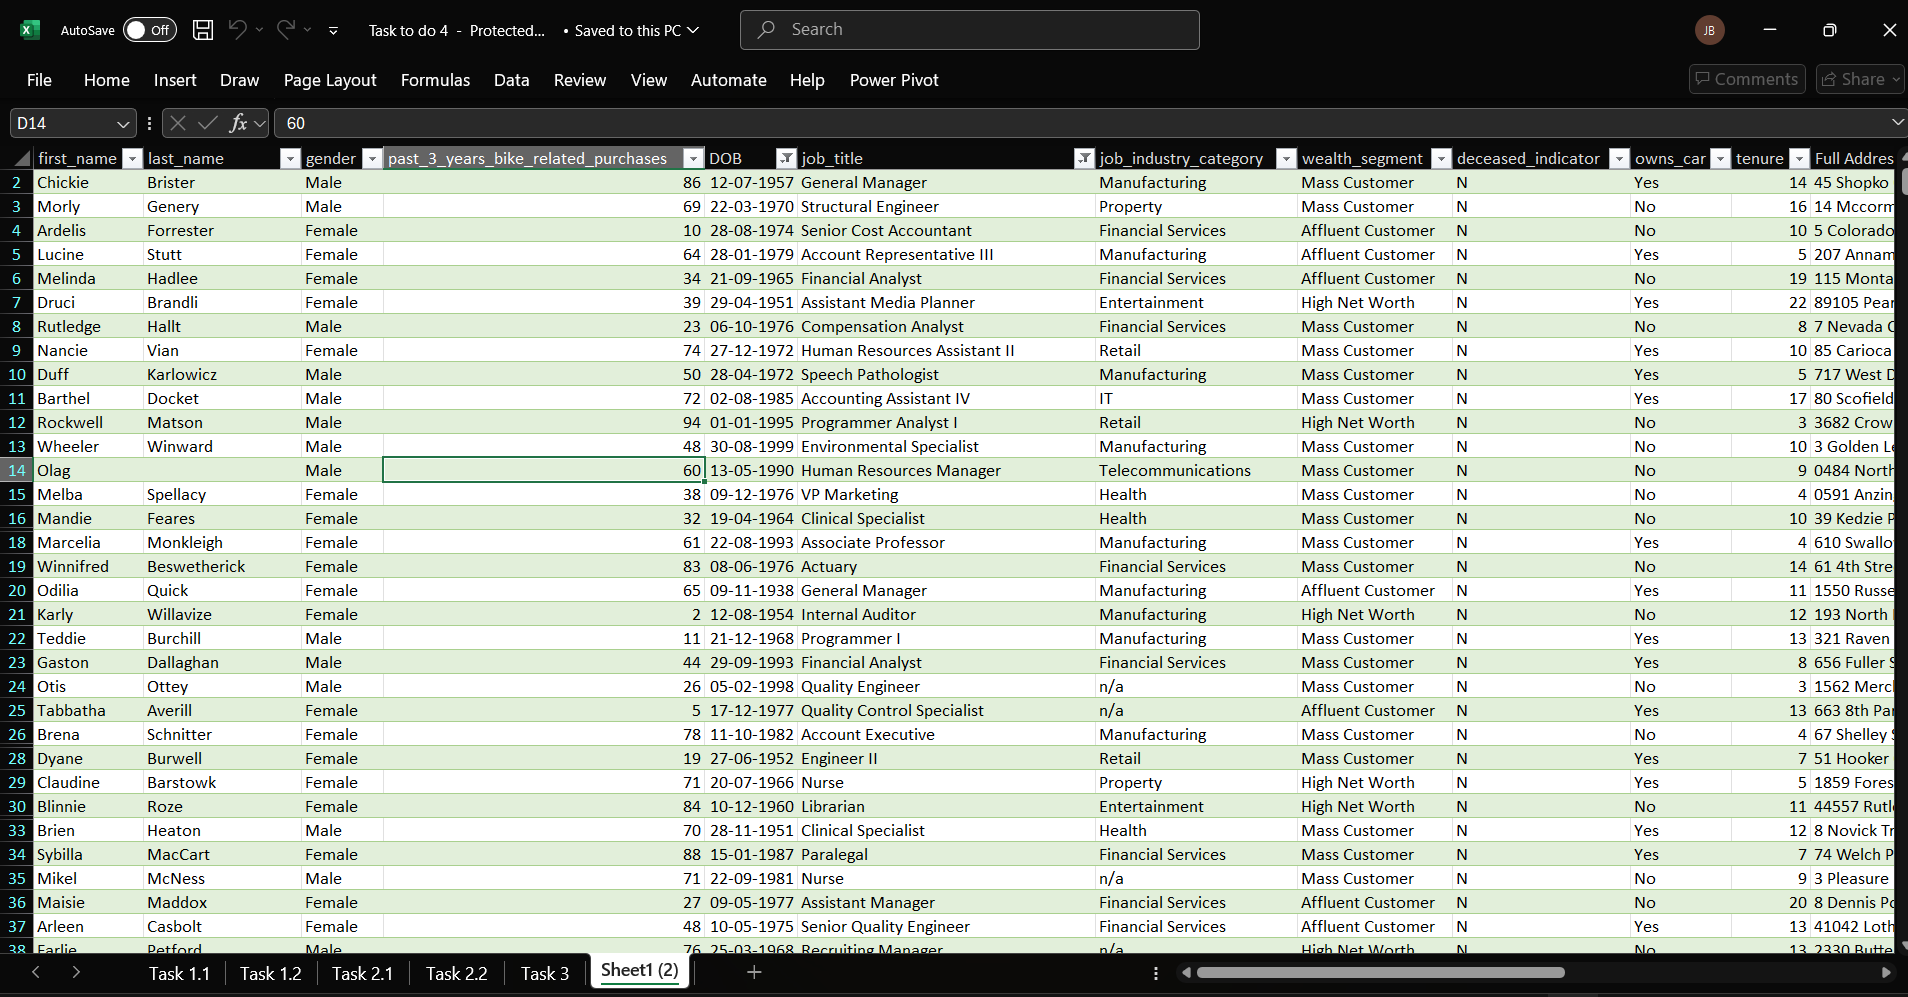 AutoSave Off Task to do 4 - Protected... • Saved to this PC Search JB
File Home Insert Draw Page Layout Formulas Data Review View Automate Help Power Pivot Comments Share
D14 fx 60
first_name last_name gender past_3_years_bike_related_purchases DOB job_title job_industry_category wealth_segment deceased_indicator owns_car tenure Full Addres
2 Chickie Brister Male 86 12-07-1957 General Manager Manufacturing Mass Customer N Yes 14 45 Shopko
3 Morly Genery Male 69 22-03-1970 Structural Engineer Property Mass Customer N No 16 14 Mccorm
4 Ardelis Forrester Female 10 28-08-1974 Senior Cost Accountant Financial Services Affluent Customer N No 10 5 Colorado
5 Lucine Stutt Female 64 28-01-1979 Account Representative III Manufacturing Affluent Customer N Yes 5 207 Annam
6 Melinda Hadlee Female 34 21-09-1965 Financial Analyst Financial Services Affluent Customer N No 19 115 Monta
7 Druci Brandli Female 39 29-04-1951 Assistant Media Planner Entertainment High Net Worth N Yes 22 89105 Pear
8 Rutledge Hallt Male 23 06-10-1976 Compensation Analyst Financial Services Mass Customer N No 8 7 Nevada C
9 Nancie Vian Female 74 27-12-1972 Human Resources Assistant II Retail Mass Customer N Yes 10 85 Carioca
10 Duff Karlowicz Male 50 28-04-1972 Speech Pathologist Manufacturing Mass Customer N Yes 5 717 West D
11 Barthel Docket Male 72 02-08-1985 Accounting Assistant IV IT Mass Customer N Yes 17 80 Scofield
12 Rockwell Matson Male 94 01-01-1995 Programmer Analyst I Retail High Net Worth N No 3 3682 Crow
13 Wheeler Winward Male 48 30-08-1999 Environmental Specialist Manufacturing Mass Customer N No 10 3 Golden Le
14 Olag Male 60 13-05-1990 Human Resources Manager Telecommunications Mass Customer N No 9 0484 North
15 Melba Spellacy Female 38 09-12-1976 VP Marketing Health Mass Customer N No 4 0591 Anzin
16 Mandie Feares Female 32 19-04-1964 Clinical Specialist Health Mass Customer N No 10 39 Kedzie P
18 Marcelia Monkleigh Female 61 22-08-1993 Associate Professor Manufacturing Mass Customer N Yes 4 610 Swallo
19 Winnifred Beswetherick Female 83 08-06-1976 Actuary Financial Services Mass Customer N No 14 61 4th Stre
20 Odilia Quick Female 65 09-11-1938 General Manager Manufacturing Affluent Customer N Yes 11 1550 Russe
21 Karly Willavize Female 2 12-08-1954 Internal Auditor Manufacturing High Net Worth N No 12 193 North
22 Teddie Burchill Male 11 21-12-1968 Programmer I Manufacturing Mass Customer N Yes 13 321 Raven
23 Gaston Dallaghan Male 44 29-09-1993 Financial Analyst Financial Services Mass Customer N Yes 8 656 Fuller S
24 Otis Ottey Male 26 05-02-1998 Quality Engineer n/a Mass Customer N No 3 1562 Merc
25 Tabbatha Averill Female 5 17-12-1977 Quality Control Specialist n/a Affluent Customer N Yes 13 663 8th Par
26 Brena Schnitter Female 78 11-10-1982 Account Executive Manufacturing Mass Customer N No 4 67 Shelley S
28 Dyane Burwell Female 19 27-06-1952 Engineer II Retail Mass Customer N Yes 7 51 Hooker
29 Claudine Barstowk Female 71 20-07-1966 Nurse Property High Net Worth N Yes 5 1859 Fores
30 Blinnie Roze Female 84 10-12-1960 Librarian Entertainment High Net Worth N No 11 44557 Rutl
33 Brien Heaton Male 70 28-11-1951 Clinical Specialist Health Mass Customer N Yes 12 8 Novick Tr
34 Sybilla MacCart Female 88 15-01-1987 Paralegal Financial Services Mass Customer N Yes 7 74 Welch P
35 Mikel McNess Male 71 22-09-1981 Nurse n/a Mass Customer N No 9 3 Pleasure
36 Maisie Maddox Female 27 09-05-1977 Assistant Manager Financial Services Affluent Customer N No 20 8 Dennis Po
37 Arleen Casbolt Female 48 10-05-1975 Senior Quality Engineer Financial Services Affluent Customer N Yes 13 41042 Loth
38 Earlie Petford Male 76 25-03-1968 Recruiting Manager n/a High Net Worth N No 13 2330 Butte
Task 1.1 Task 1.2 Task 2.1 Task 2.2 Task 3 Sheet1 (2)